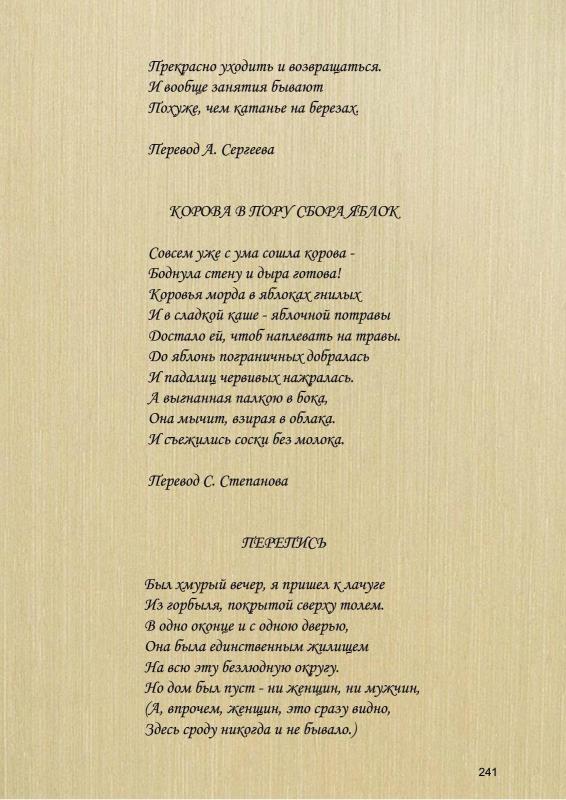 Прекрасно уходить и возвращаться.
И вообще занятия бывают
Похуже, чем катанье на березах.
Перевод А. Сергеева
КОРОВА В ПОРУ СБОРА ЯБЛОК
Совсем уже с ума сошла корова -
Боднула стену и дыра готова!
Коровья морда в яблоках гнилых
И в сладкой каше - яблочной потравы
Достало ей, чтоб наплевать на травы.
До яблонь пограничных добралась
И падалиц червивых нажралась.
А выгнанная палкою в бока,
Она мычит, взирая в облака.
И съежились соски без молока.
Перевод С. Степанова
ПЕРЕПИСЬ
Был хмурый вечер, я пришел к лачуге
Из горбыля, покрытой сверху толем.
В одно оконце и с одною дверью,
Она была единственным жилищем
На всю эту безлюдную округу.
Но дом был пуст - ни женщин, ни мужчин,
(А, впрочем, женщин, это сразу видно,
Здесь сроду никогда и не бывало.)
241